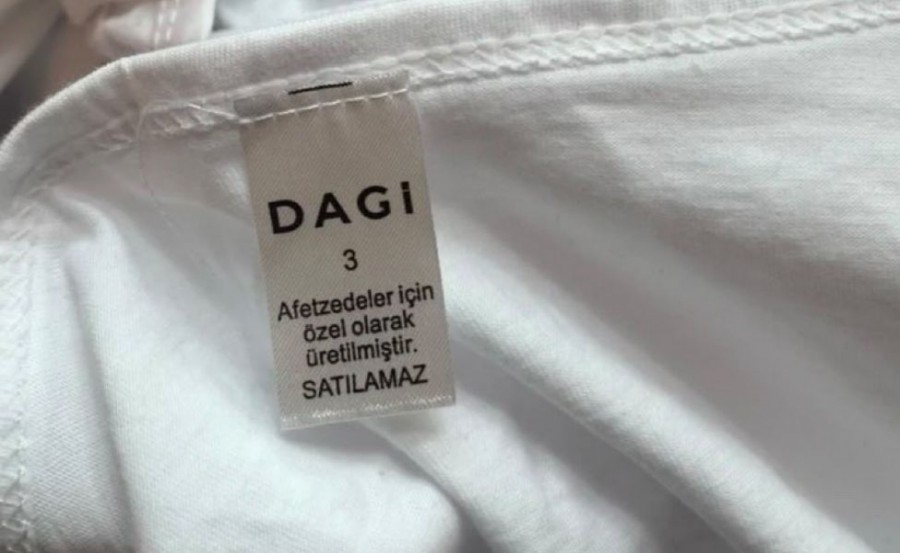 DAGi
3
Afetzedeler için
özel olarak
üretilmiştir.
SATILAMAZ